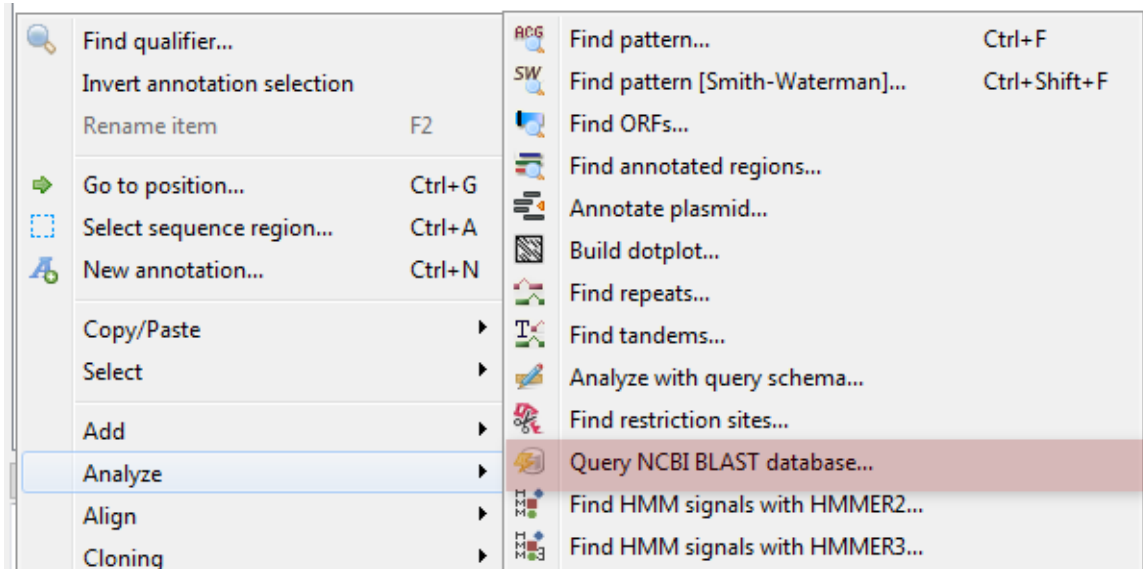 Find qualifier...
Invert annotation selection
Rename item F2
Go to position... Ctrl+G
Select sequence region... Ctrl+A
New annotation... Ctrl+N
Copy/Paste
Select
Add
Analyze
Align
Cloning
ACG Find pattern... Ctrl+F
SW Find pattern [Smith-Waterman]... Ctrl+Shift+F
Find ORFs...
Find annotated regions...
Annotate plasmid...
Build dotplot...
Find repeats...
T Find tandems...
Analyze with query schema...
Find restriction sites...
Query NCBI BLAST database...
HMM Find HMM signals with HMMER2...
HMM3 Find HMM signals with HMMER3...